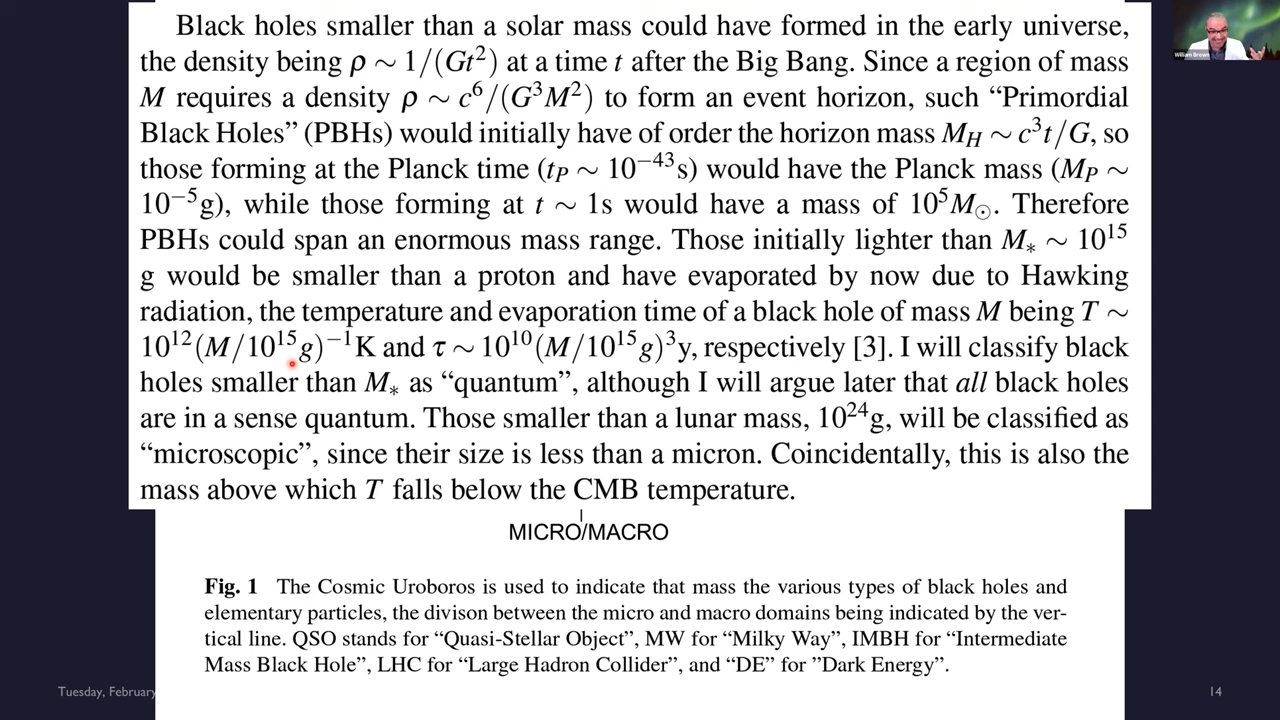 Black holes smaller than a solar mass could have formed in the early universe,
the density being ρ ∼ 1/(Gt²) at a time t after the Big Bang. Since a region of mass
M requires a density ρ ∼ c⁶/(G³M²) to form an event horizon, such “Primordial
Black Holes” (PBHs) would initially have of order the horizon mass M_H ∼ c³t/G, so
those forming at the Planck time (t_P ∼ 10⁻⁴³s) would have the Planck mass (M_P ∼
10⁻⁵g), while those forming at t ∼ 1s would have a mass of 10⁵M_⊙. Therefore
PBHs could span an enormous mass range. Those initially lighter than M_* ∼ 10¹⁵
g would be smaller than a proton and have evaporated by now due to Hawking
radiation, the temperature and evaporation time of a black hole of mass M being T ∼
10¹²(M/10¹⁵g)⁻¹K and τ ∼ 10¹⁰(M/10¹⁵g)³y, respectively [3]. I will classify black
holes smaller than M_* as “quantum”, although I will argue later that all black holes
are in a sense quantum. Those smaller than a lunar mass, 10²⁴g, will be classified as
“microscopic”, since their size is less than a micron. Coincidentally, this is also the
mass above which T falls below the CMB temperature.
MICRO/MACRO
Fig. 1 The Cosmic Uroboros is used to indicate that mass the various types of black holes and
elementary particles, the divison between the micro and macro domains being indicated by the ver-
tical line. QSO stands for “Quasi-Stellar Object”, MW for “Milky Way”, IMBH for “Intermediate
Mass Black Hole”, LHC for “Large Hadron Collider”, and “DE” for ”Dark Energy”.
Tuesday, February
14
William Brown